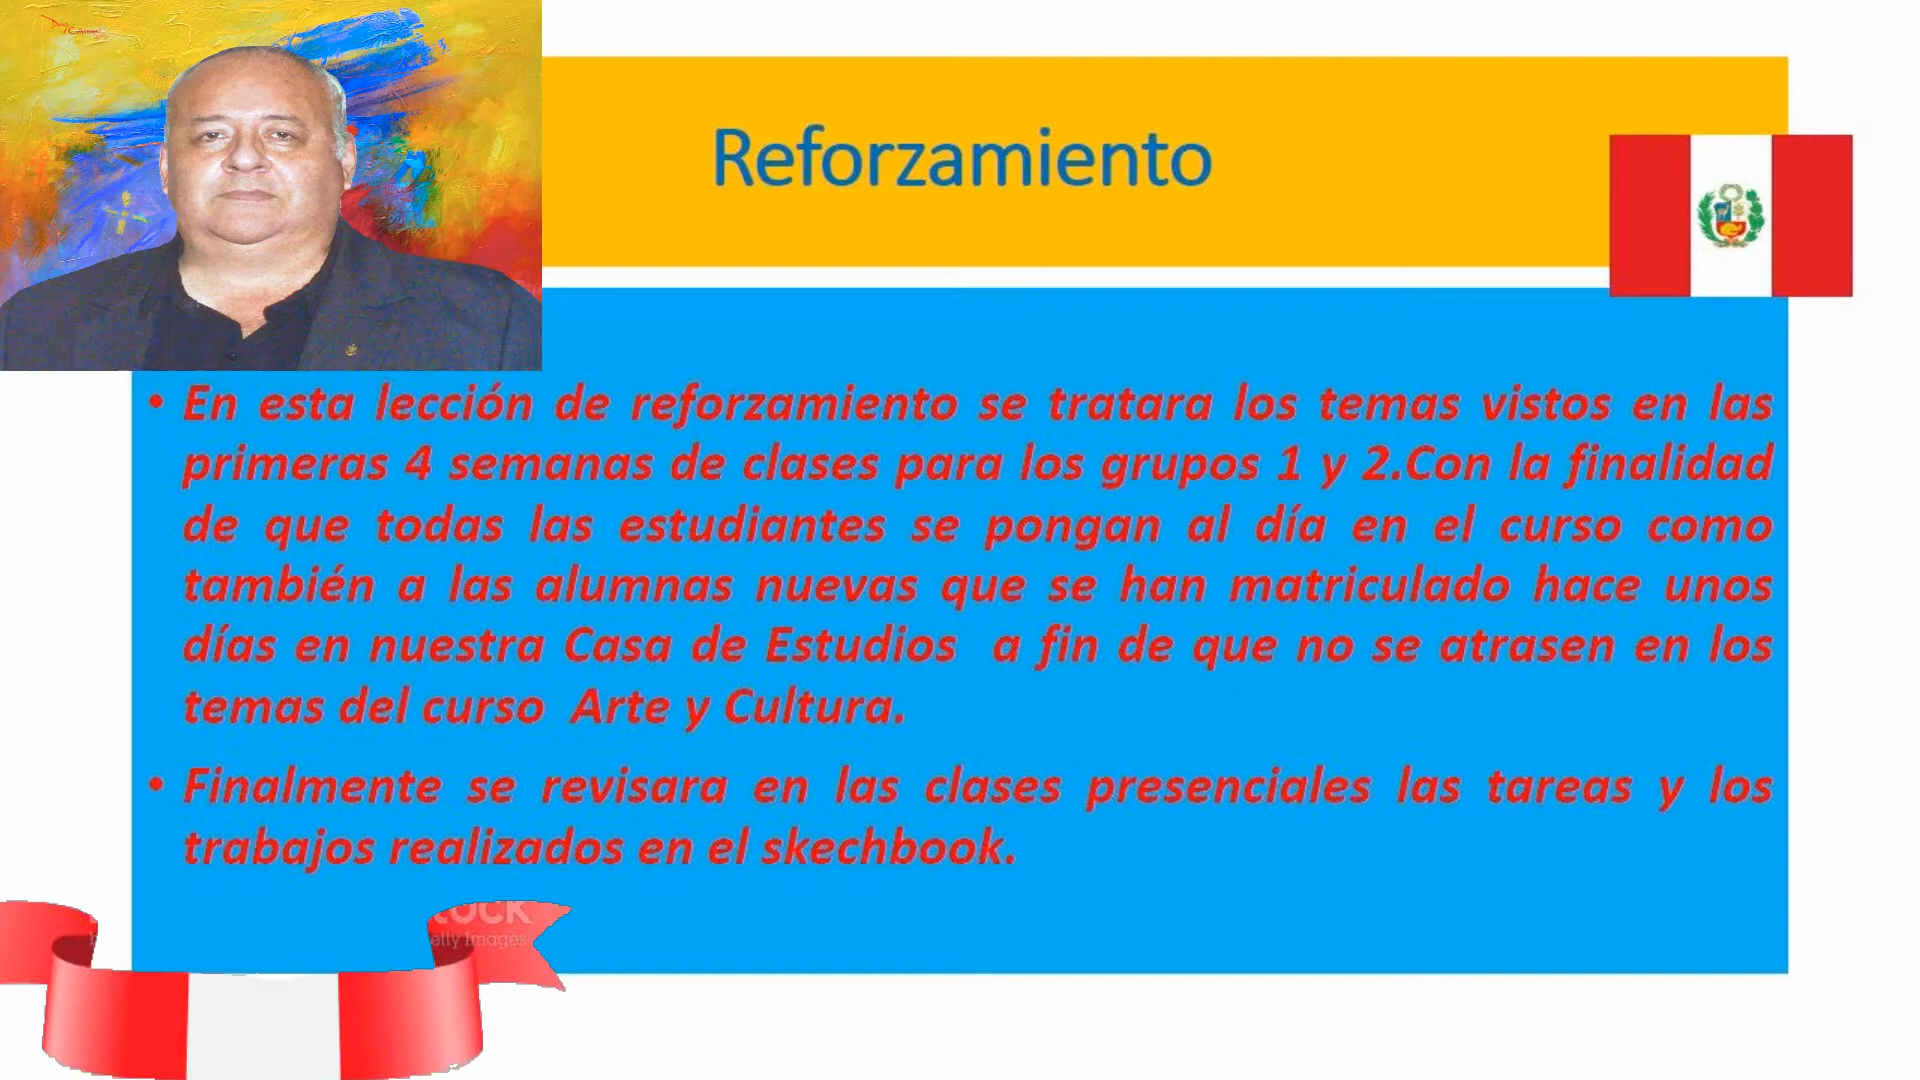 Reforzamiento
• En esta lección de reforzamiento se tratara los temas vistos en las
primeras 4 semanas de clases para los grupos 1 y 2.Con la finalidad
de que todas las estudiantes se pongan al día en el curso como
también a las alumnas nuevas que se han matriculado hace unos
días en nuestra Casa de Estudios a fin de que no se atrasen en los
temas del curso Arte y Cultura.
• Finalmente se revisara en las clases presenciales las tareas y los
trabajos realizados en el skechbook.
tock
etty Images